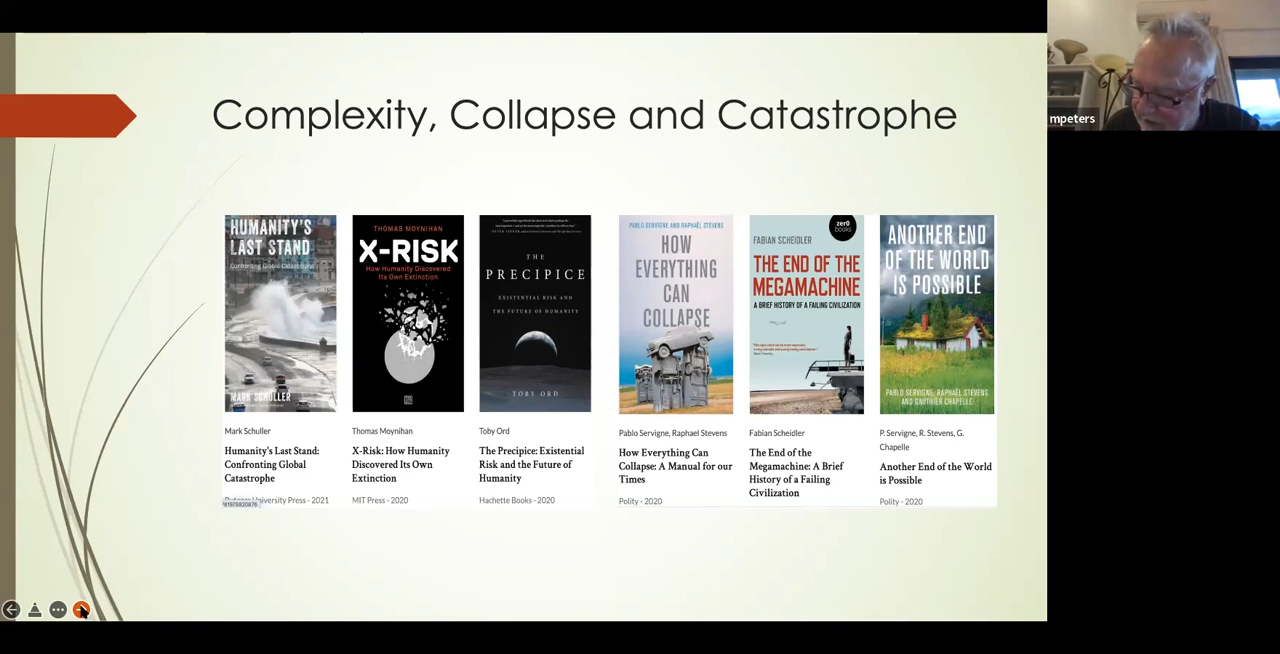 Complexity, Collapse and Catastrophe
mpeters
HUMANITY'S
LAST STAND
Confronting Global Catastrophe
MARK SCHULLER
THOMAS MOYNIHAN
X-RISK
How Humanity Discovered
Its Own Extinction
THE
PRECIPICE
EXISTENTIAL RISK AND
THE FUTURE OF HUMANITY
TOBY ORD
PABLO SERVIGNE AND RAPHAËL STEVENS
HOW
EVERYTHING
CAN
COLLAPSE
zer0
books
FABIAN SCHEIDLER
THE END OF THE
MEGAMACHINE
A BRIEF HISTORY OF A FAILING CIVILIZATION
ANOTHER END
OF THE WORLD
IS POSSIBLE
PABLO SERVIGNE, RAPHAËL STEVENS
AND GAUTHIER CHAPELLE
Mark Schuller
Humanity's Last Stand:
Confronting Global
Catastrophe
Rutgers University Press - 2021
Thomas Moynihan
X-Risk: How Humanity
Discovered Its Own
Extinction
MIT Press - 2020
Toby Ord
The Precipice: Existential
Risk and the Future of
Humanity
Hachette Books - 2020
Pablo Servigne, Raphael Stevens
How Everything Can
Collapse: A Manual for our
Times
Polity - 2020
Fabian Scheidler
The End of the
Megamachine: A Brief
History of a Failing
Civilization
P. Servigne, R. Stevens, G.
Chapelle
Another End of the World
is Possible
Polity - 2020